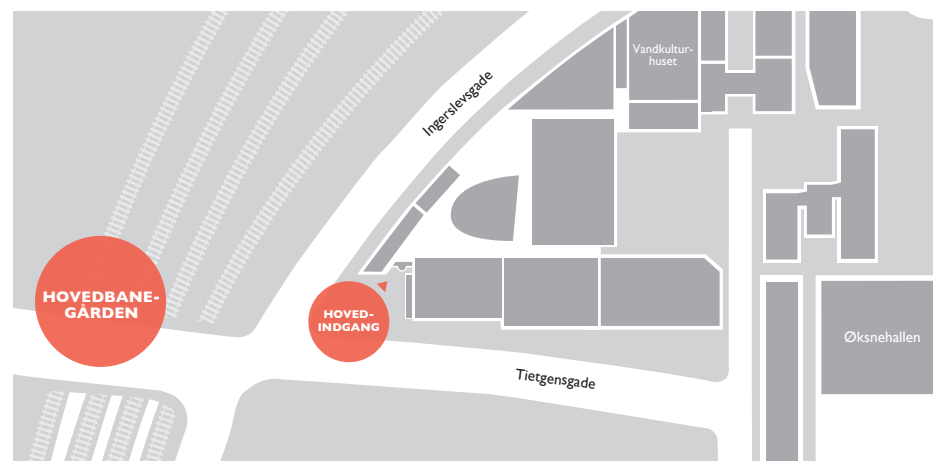 Vandkultur-
huset
Ingerslevsgade
HOVEDBANE-
GÅRDEN
HOVED-
INDGANG
Øksnehallen
Tietgensgade